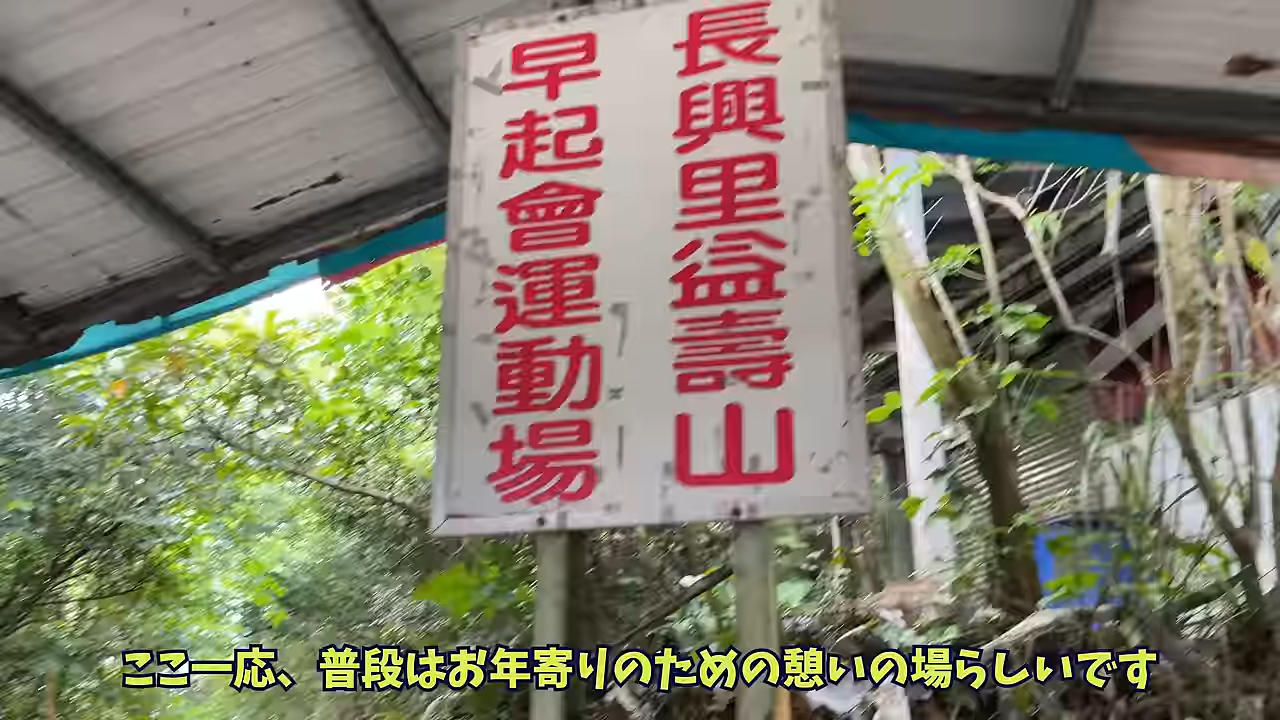 長興里益壽山
早起會運動場
ここ一応、普段はお年寄りのための憩いの場らしいです